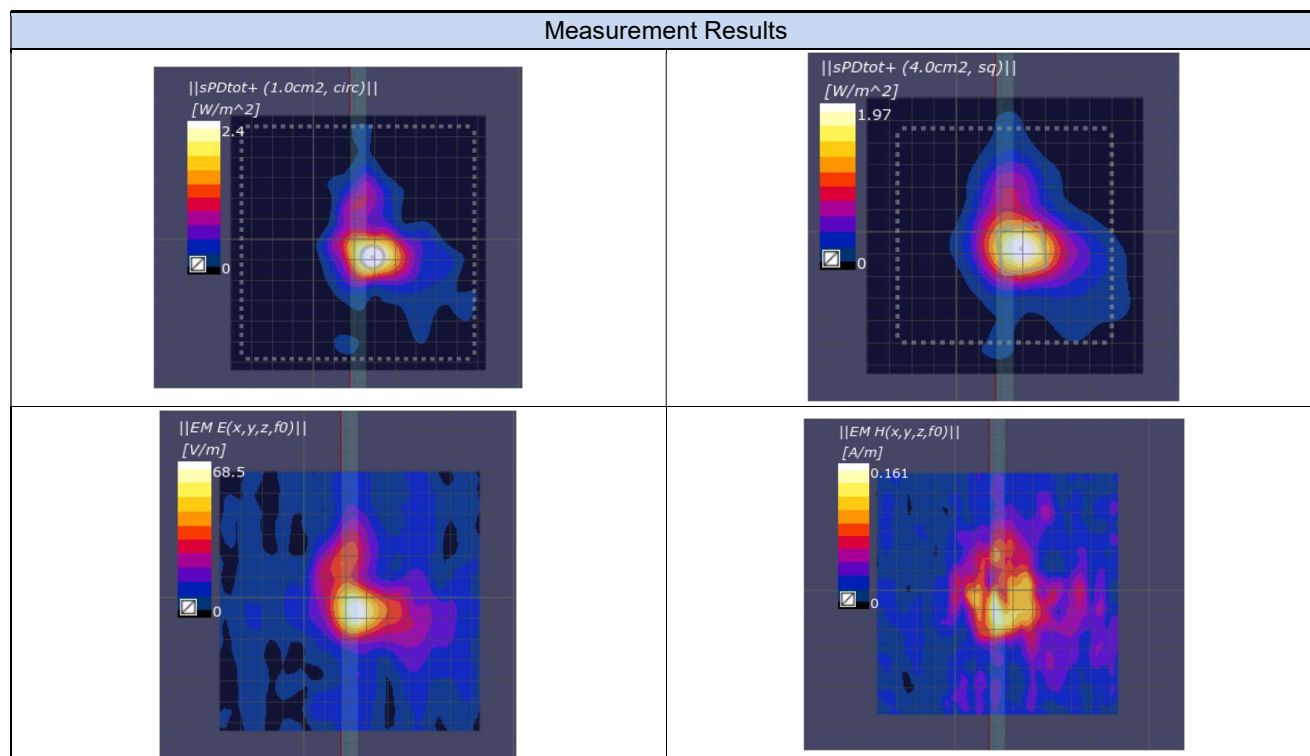 Measurement Results
||sPDtot+ (1.0cm2, circ)||
[W/m^2]
2.4
0
||sPDtot+ (4.0cm2, sq)||
[W/m^2]
1.97
0
||EM E(x,y,z,f0)||
[V/m]
68.5
0
||EM H(x,y,z,f0)||
[A/m]
0.161
0